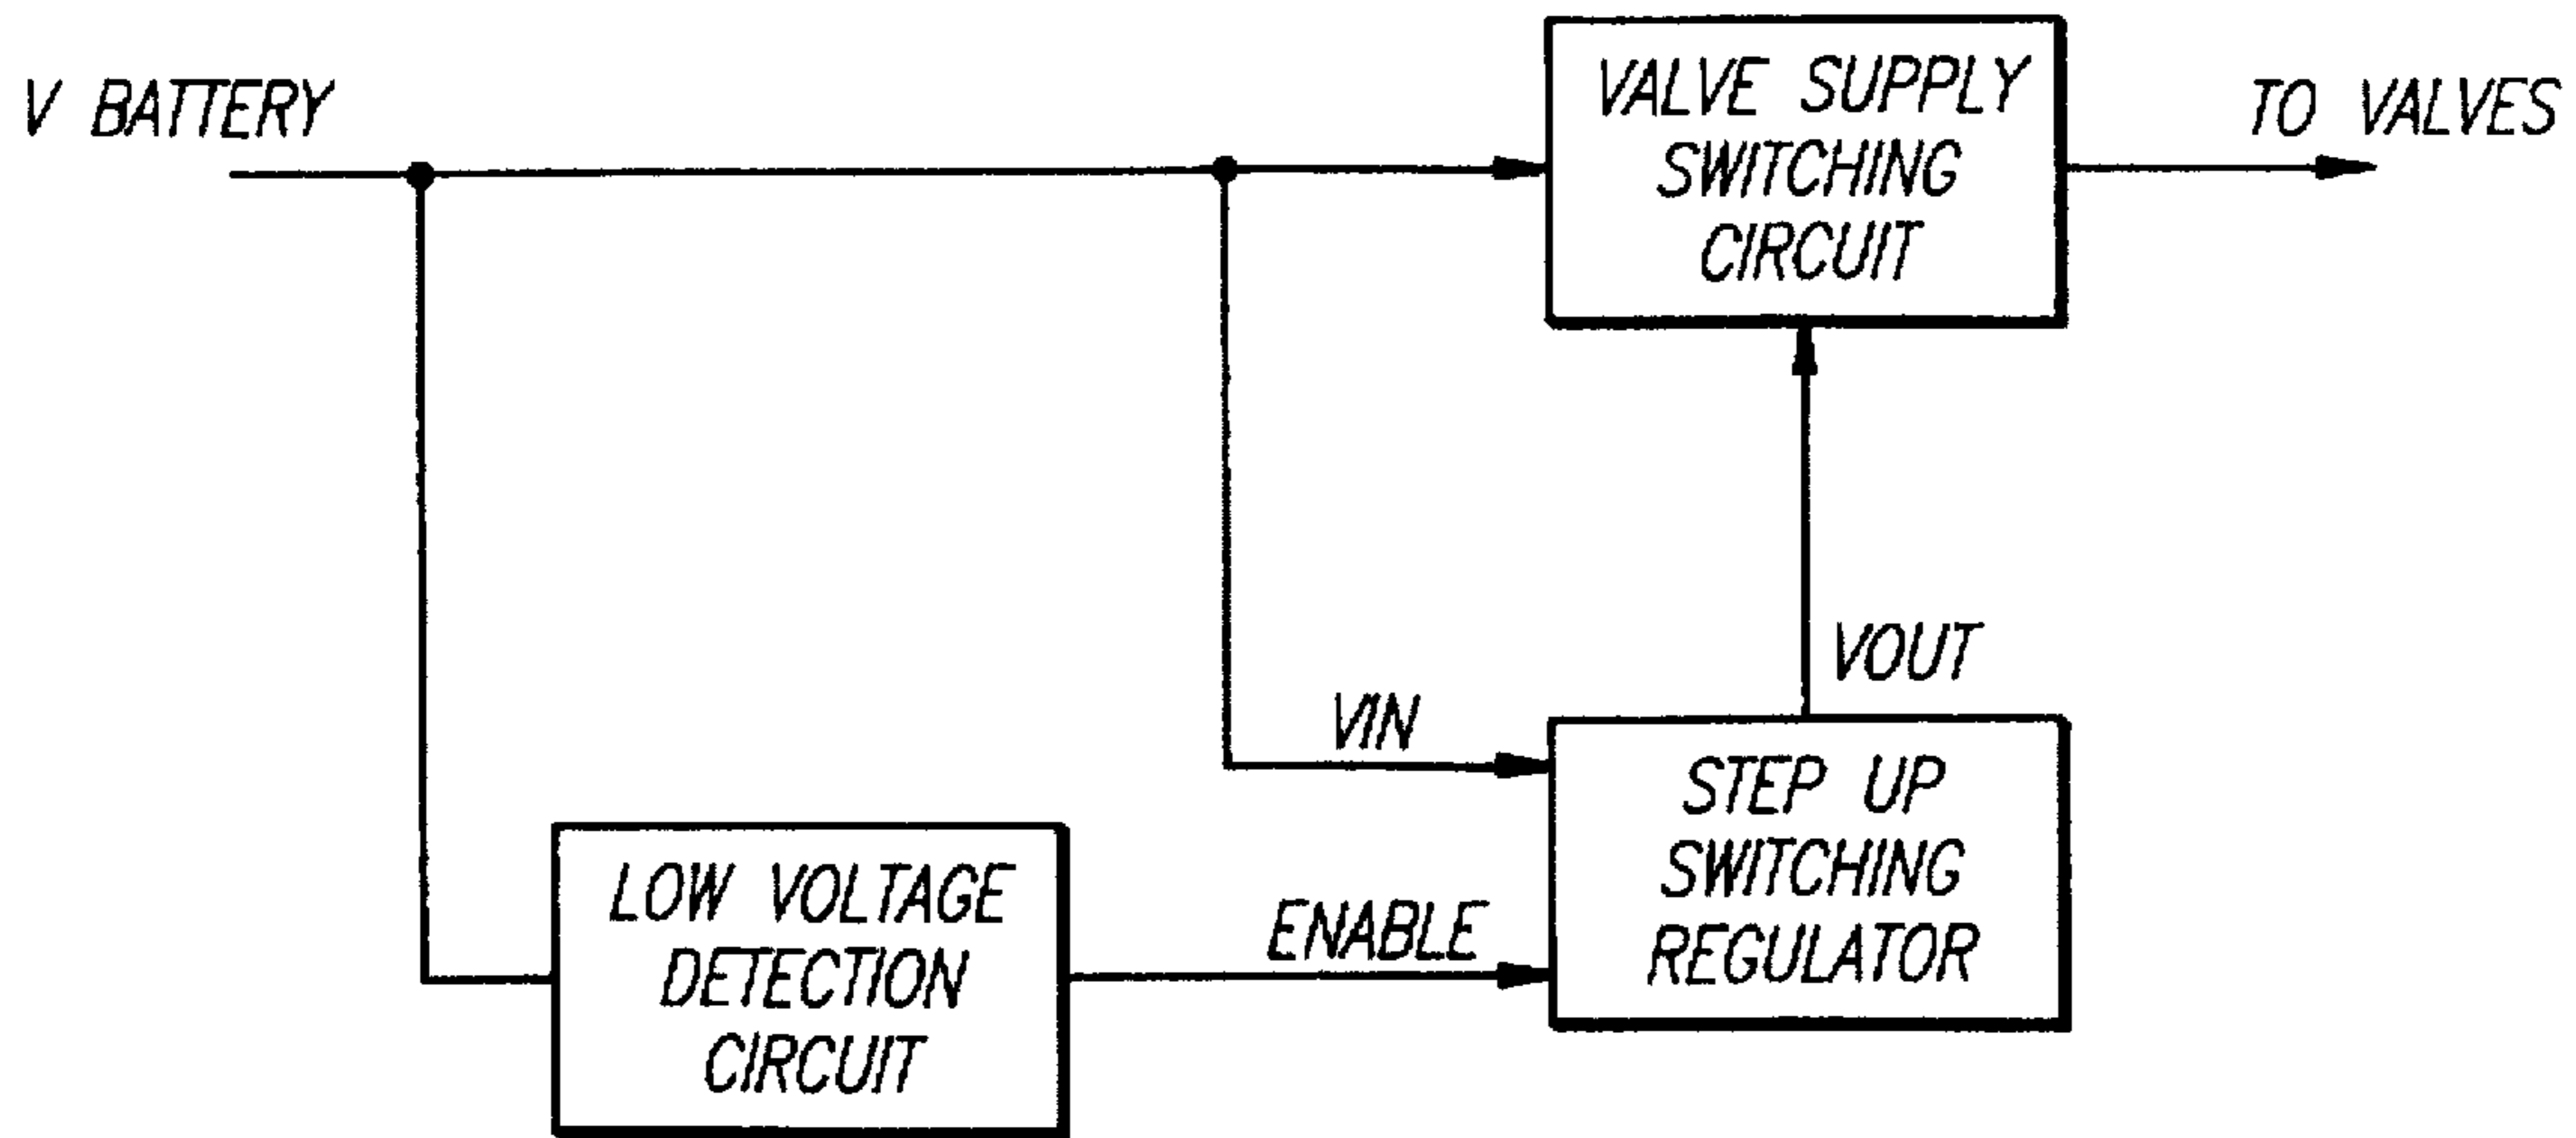 V BATTERY
VALVE SUPPLY
SWITCHING
CIRCUIT
TO VALVES
VOUT
VIN
STEP UP
SWITCHING
REGULATOR
LOW VOLTAGE
DETECTION
CIRCUIT
ENABLE